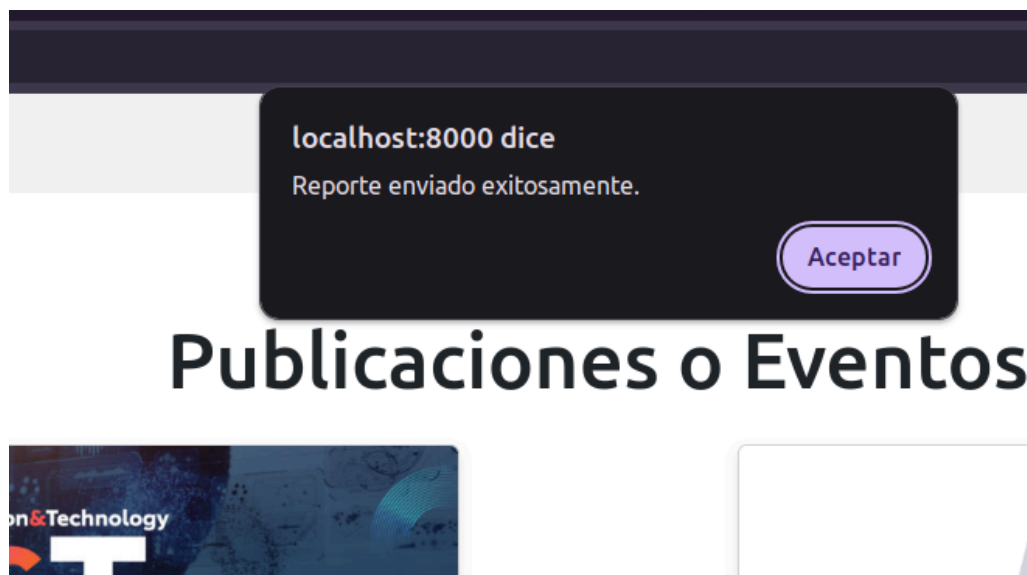 localhost:8000 dice
Reporte enviado exitosamente.
Aceptar
Publicaciones o Eventos
on&Technology